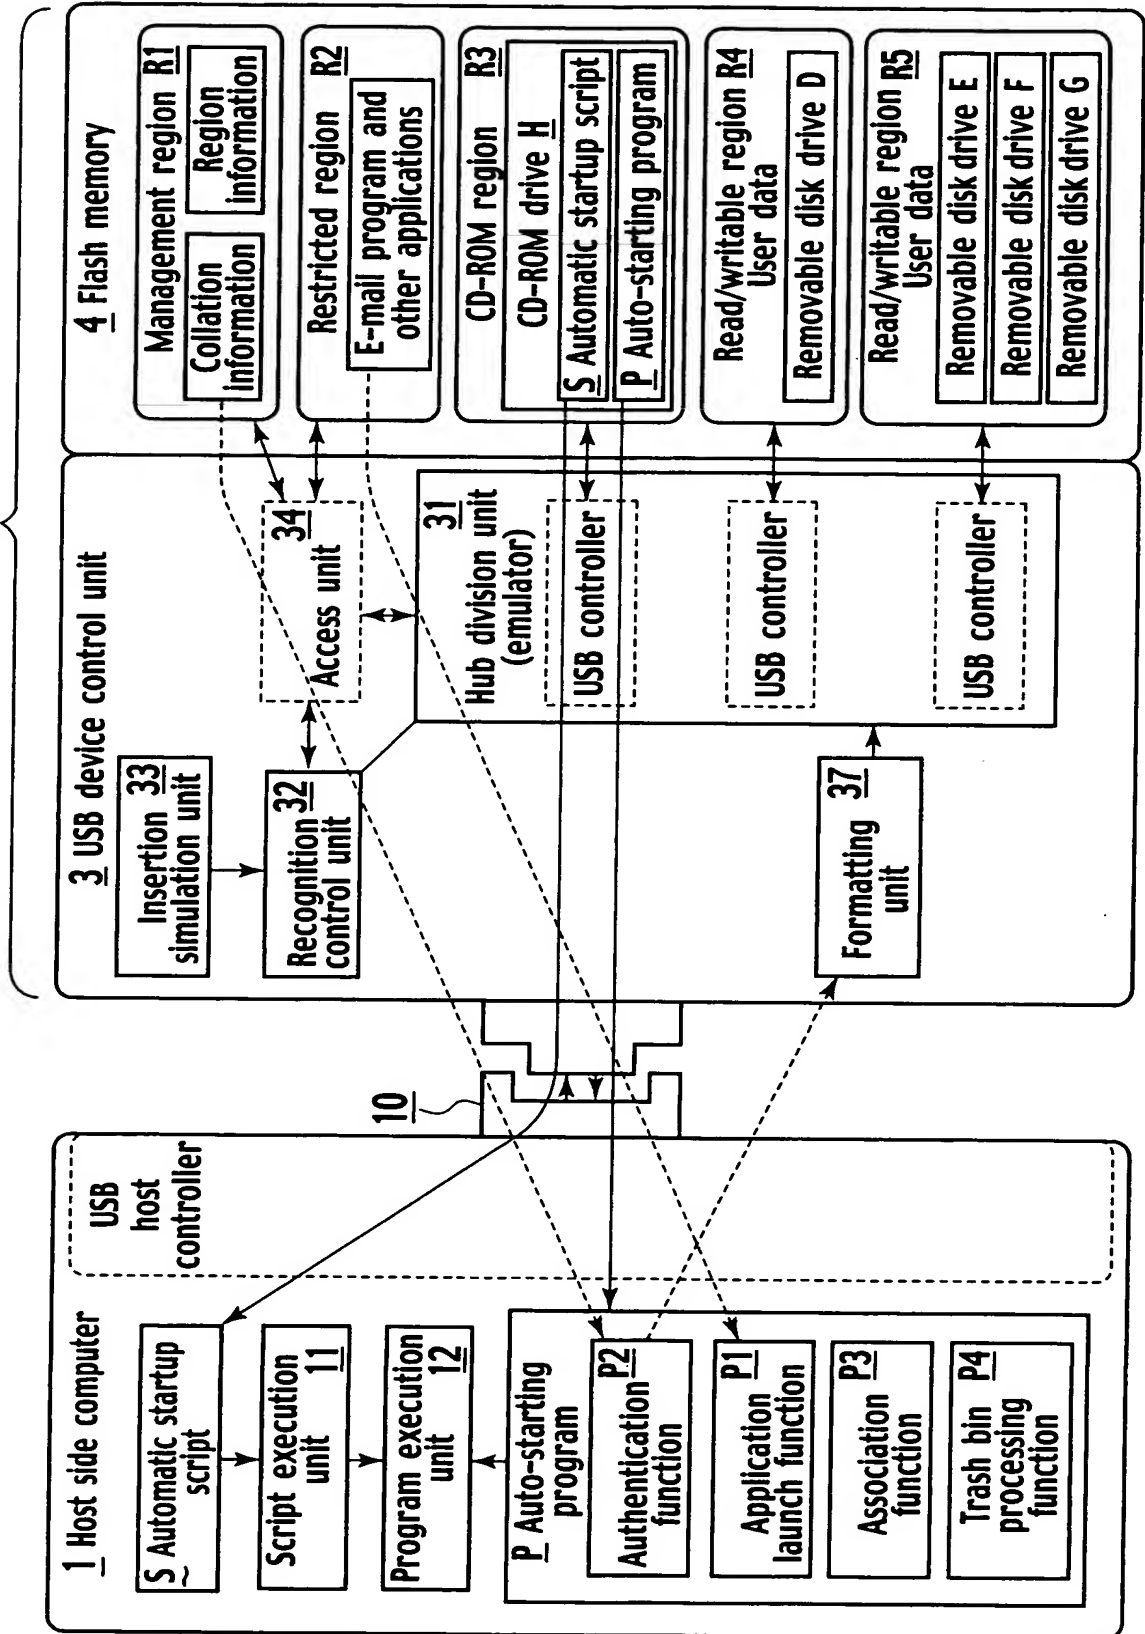 1 Host side computer
S Automatic startup
script
Script execution 11
unit
Program execution 12
unit
P Auto-starting
program
P2
Authentication
function
P1
Application
launch function
P3
Association
function
P4
Trash bin
processing
function
USB
host
controller
10
3 USB device control unit
Insertion 33
simulation unit
Recognition 32
control unit
34
Access unit
31
Hub division unit
(emulator)
USB controller
USB controller
USB controller
37
Formatting
unit
4 Flash memory
Management region R1
Collation
information
Region
information
Restricted region R2
E-mail program and
other applications
CD-ROM region R3
CD-ROM drive H
S Automatic startup script
P Auto-starting program
Read/writable region R4
User data
Removable disk drive D
Read/writable region R5
User data
Removable disk drive E
Removable disk drive F
Removable disk drive G